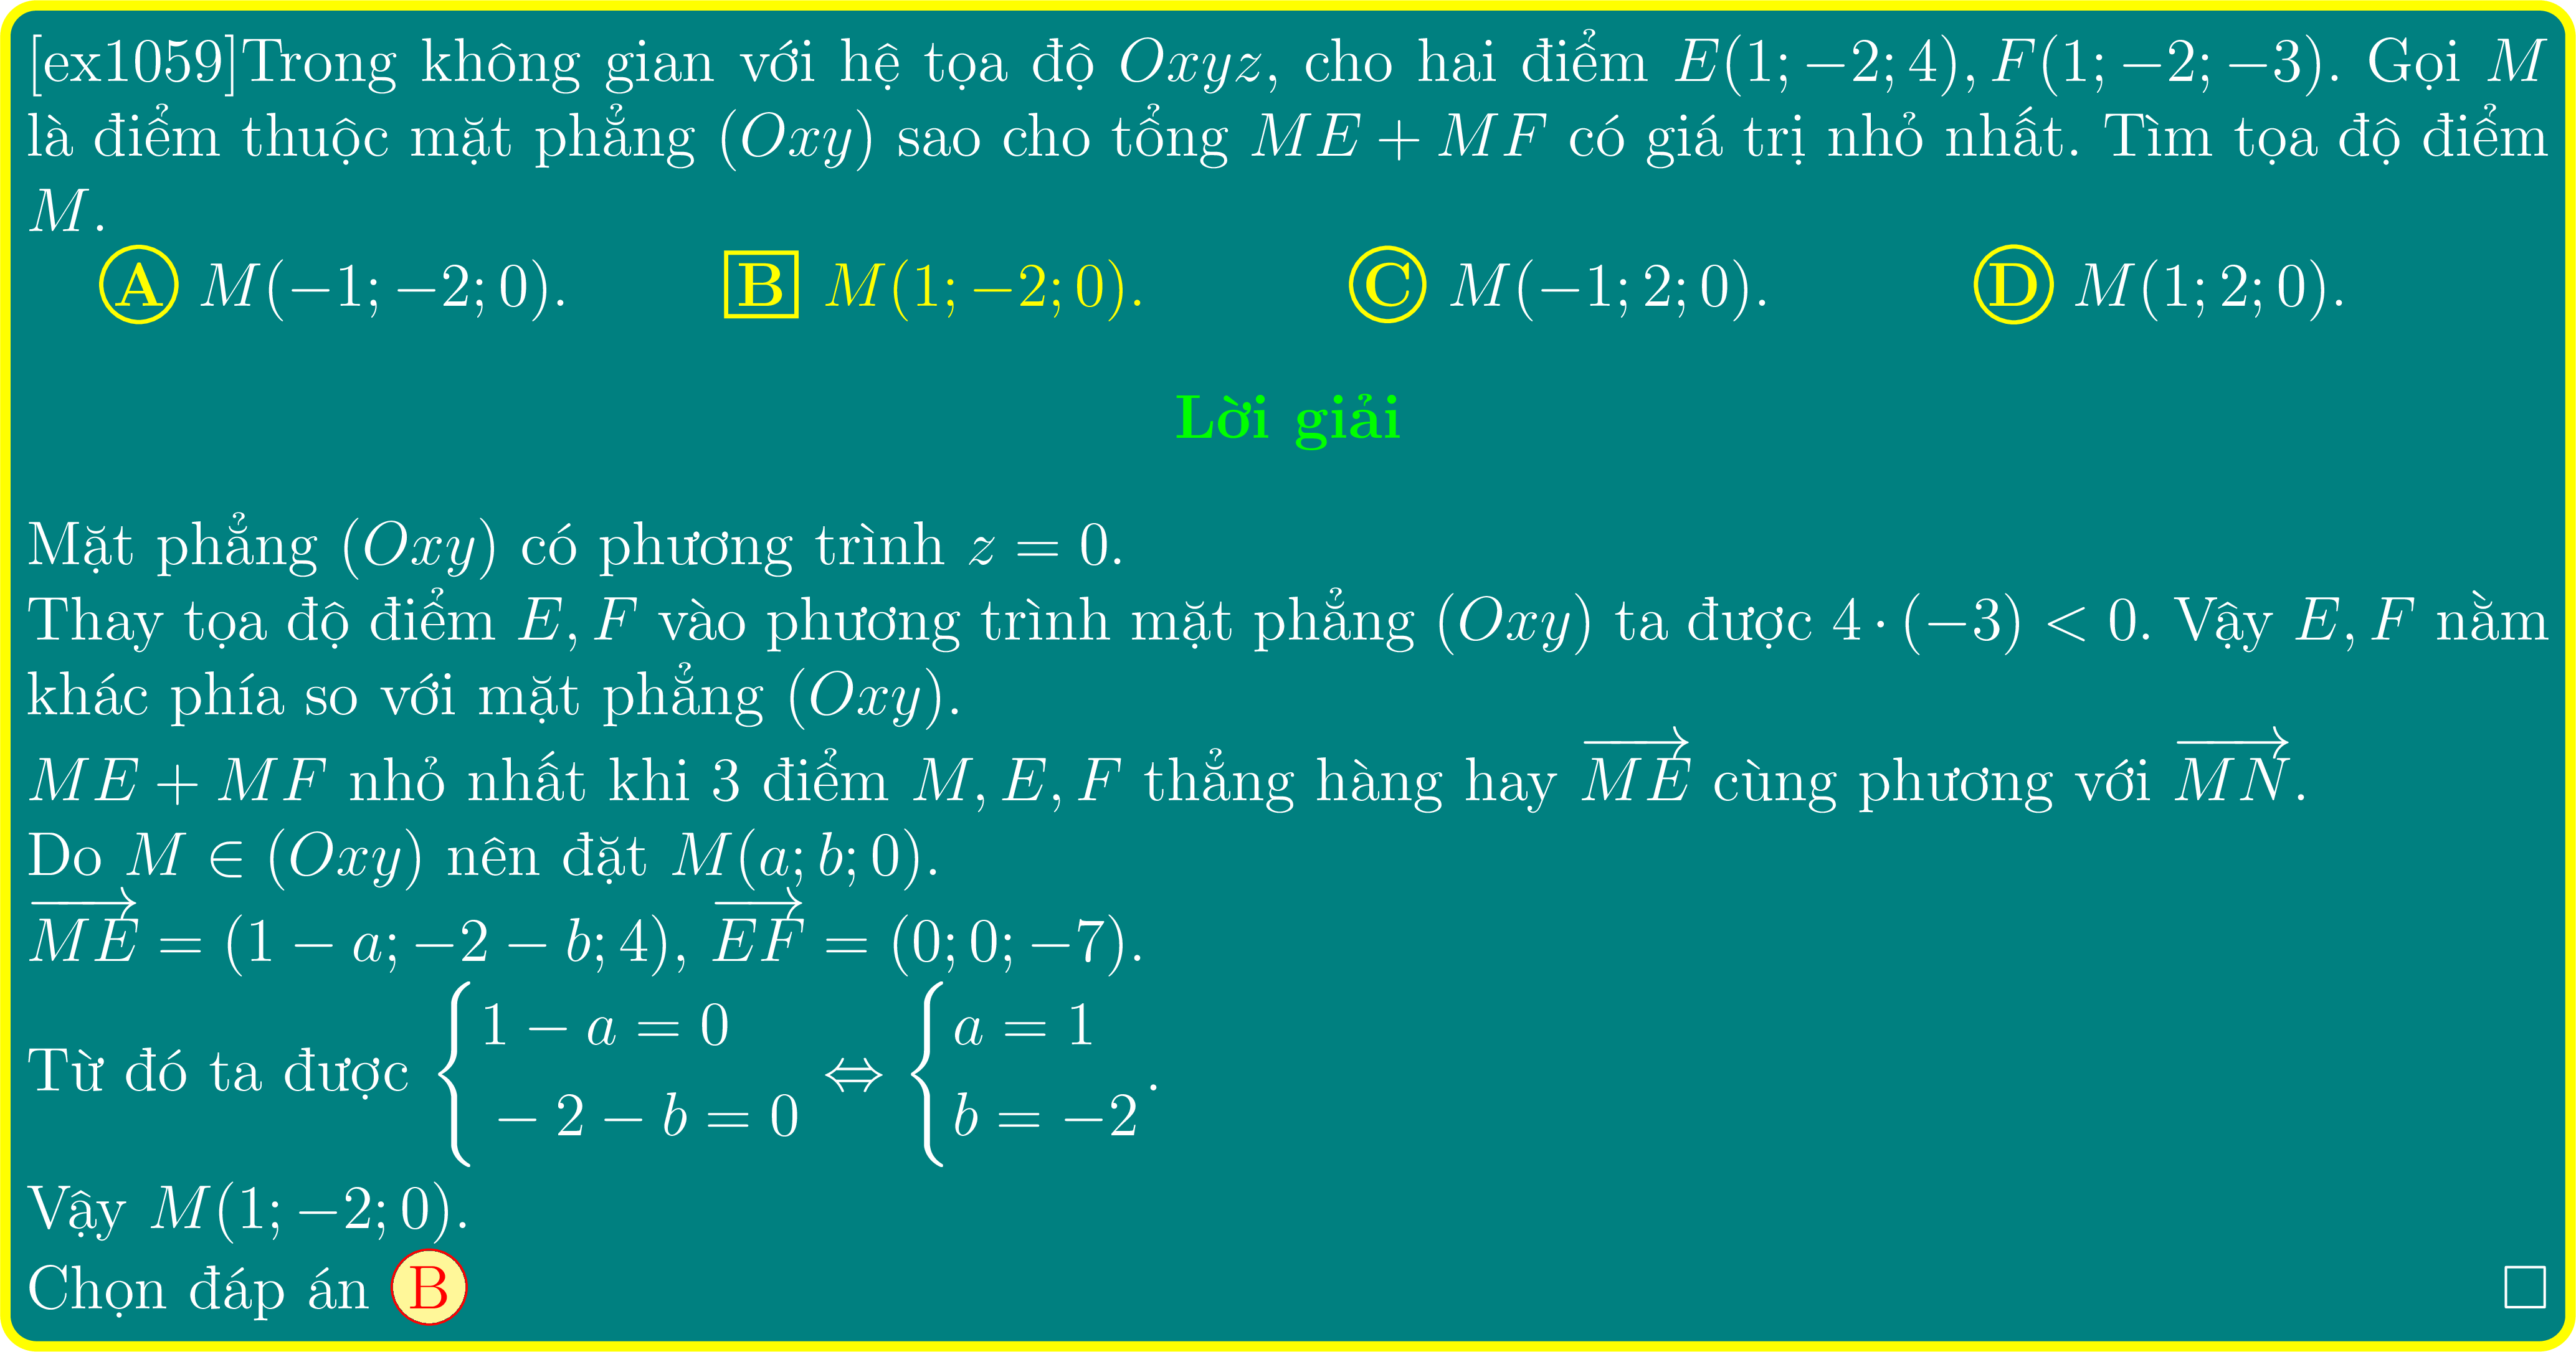 [ex1059]Trong không gian với hệ tọa độ Oxyz, cho hai điểm E(1; −2; 4), F(1; −2; −3). Gọi M
là điểm thuộc mặt phẳng (Oxy) sao cho tổng ME + MF có giá trị nhỏ nhất. Tìm tọa độ điểm
M.
A M(−1; −2; 0). B M(1; −2; 0). C M(−1; 2; 0). D M(1; 2; 0).
Lời giải
Mặt phẳng (Oxy) có phương trình z = 0.
Thay tọa độ điểm E, F vào phương trình mặt phẳng (Oxy) ta được 4 · (−3) < 0. Vậy E, F nằm
khác phía so với mặt phẳng (Oxy).
ME + MF nhỏ nhất khi 3 điểm M, E, F thẳng hàng hay \overrightarrow{ME} cùng phương với \overrightarrow{MN}.
Do M ∈ (Oxy) nên đặt M(a; b; 0).
\overrightarrow{ME} = (1 − a; −2 − b; 4), \overrightarrow{EF} = (0; 0; −7).
Từ đó ta được \begin{cases} 1 − a = 0 \\ − 2 − b = 0 \end{cases} ⇔ \begin{cases} a = 1 \\ b = −2 \end{cases}.
Vậy M(1; −2; 0).
Chọn đáp án B □